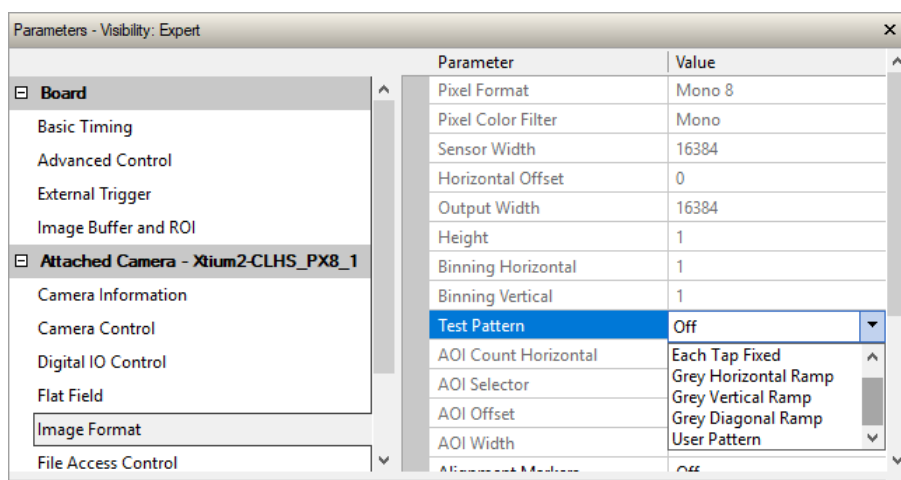 Parameters - Visibility: Expert
Parameter Value
Board
Basic Timing
Advanced Control
External Trigger
Image Buffer and ROI
Attached Camera - Xtium2-CLHS_PX8_1
Camera Information
Camera Control
Digital IO Control
Flat Field
Image Format
File Access Control
Pixel Format Mono 8
Pixel Color Filter Mono
Sensor Width 16384
Horizontal Offset 0
Output Width 16384
Height 1
Binning Horizontal 1
Binning Vertical 1
Test Pattern Off
AOI Count Horizontal
AOI Selector
AOI Offset
AOI Width
Alignment Markers Off
Each Tap Fixed
Grey Horizontal Ramp
Grey Vertical Ramp
Grey Diagonal Ramp
User Pattern